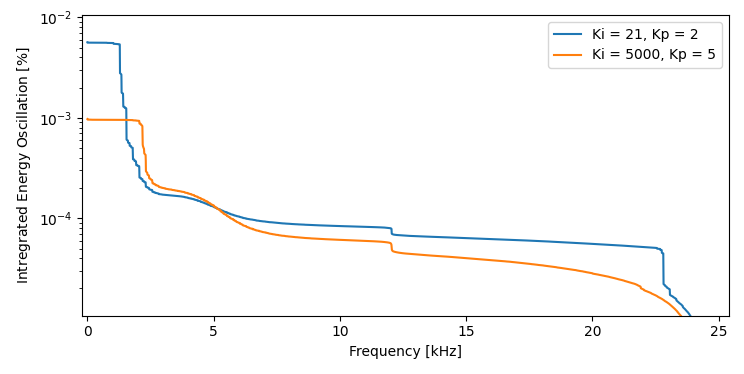 Intregrated Energy Oscillation [%]
10⁻²
10⁻³
10⁻⁴
Ki = 21, Kp = 2
Ki = 5000, Kp = 5
0 5 10 15 20 25
Frequency [kHz]